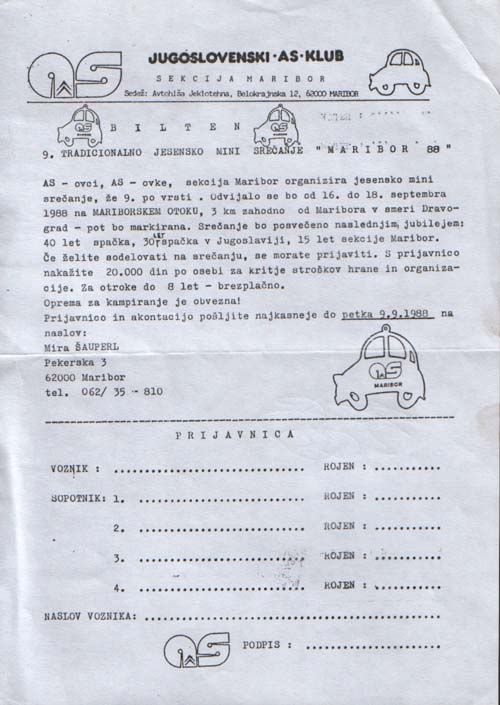 JUGOSLOVENSKI·AS·KLUB
SEKCIJA MARIBOR
Sedež: Avtohiša Jeklotehna, Belokrajnska 12, 62000 MARIBOR
BILTEN
9. TRADICIONALNO JESENSKO MINI SREČANJE "MARIBOR 88"
AS - ovci, AS - ovke, sekcija Maribor organizira jesensko mini
srečanje, že 9. po vrsti . Odvijalo se bo od 16. do 18. septembra
1988 na MARIBORSKEM OTOKU, 3 km zahodno od Maribora v smeri Dravo-
grad - pot bo markirana. Srečanje bo posvečeno naslednjim jubilejem:
40 let spačka, 30 LET spačka v Jugoslaviji, 15 let sekcije Maribor.
Če želite sodelovati na srečanju, se morate prijaviti. S prijavnico
nakažite 20.000 din po osebi za kritje stroškov hrane in organiza-
cije. Za otroke do 8 let - brezplačno.
Oprema za kampiranje je obvezna!
Prijavnico in akontacijo pošljite najkasneje do petka 9.9.1988 na
naslov:
Mira ŠAUPERL
Pekerska 3
62000 Maribor
tel. 062/ 35 - 810
AS
MARIBOR
PRIJAVNICA
VOZNIK : .............................. ROJEN : ..........
SOPOTNIK: 1. .......................... ROJEN : ..........
2. .......................... ROJEN : ..........
3. .......................... ROJEN : ..........
4. .......................... ROJEN : ..........
NASLOV VOZNIKA: ........................................
AS PODPIS : ....................